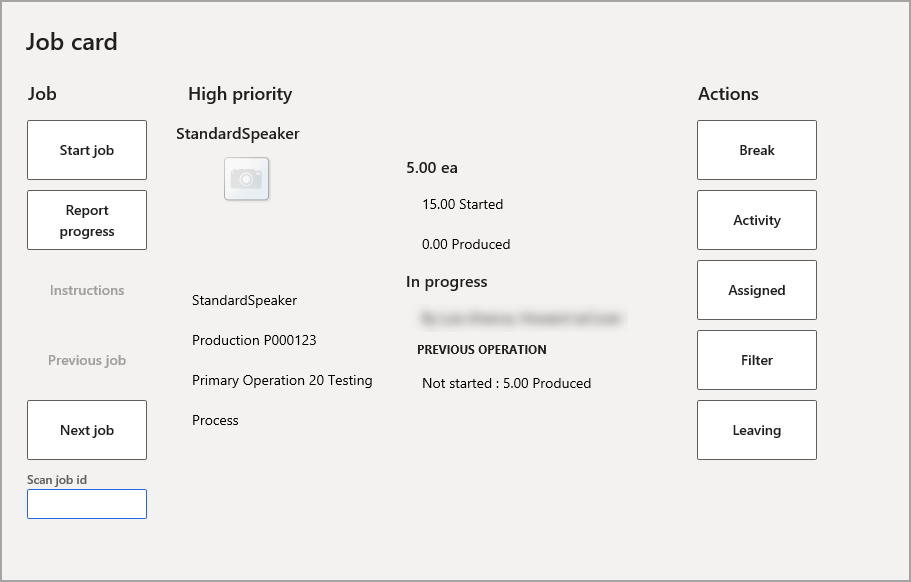 Job card
Job
Start job
Report
progress
Instructions
Previous job
Next job
Scan job id
High priority
StandardSpeaker
StandardSpeaker
Production P000123
Primary Operation 20 Testing
Process
5.00 ea
15.00 Started
0.00 Produced
In progress
PREVIOUS OPERATION
Not started : 5.00 Produced
Actions
Break
Activity
Assigned
Filter
Leaving